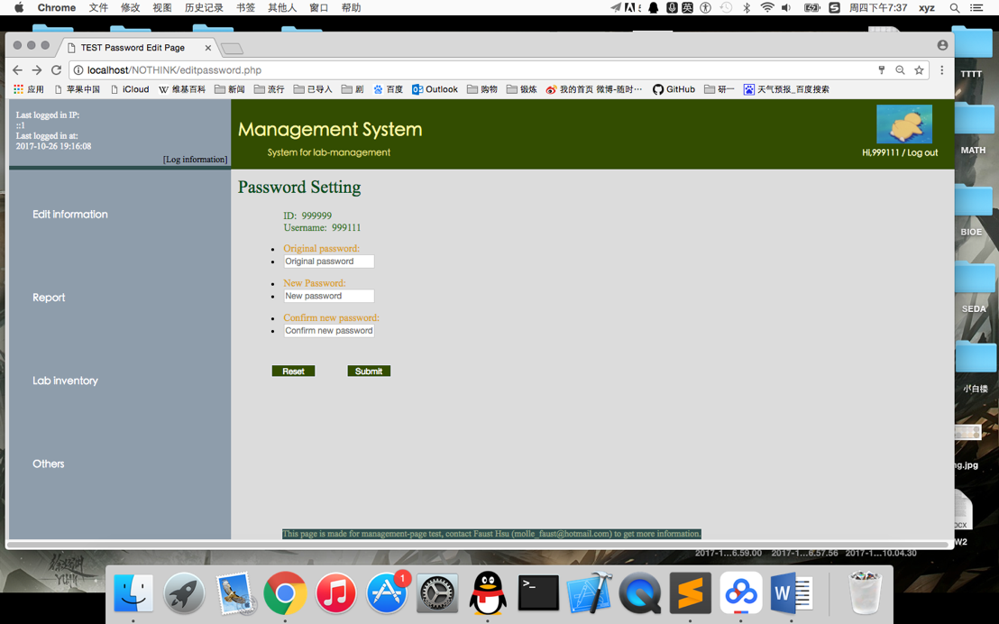 Chrome 文件 修改 视图 历史记录 书签 其他人 窗口 帮助
英 周四下午7:37 xyz
TEST Password Edit Page
localhost/NOTHINK/editpassword.php
应用 苹果中国 iCloud 维基百科 新闻 流行 已导入 剧 百度 Outlook 购物 锻炼 我的首页 微博-随时… GitHub 研一 天气预报_百度搜索
Last logged in IP:
::1
Last logged in at:
2017-10-26 19:16:08
[Log information]
Management System
System for lab-management
Hi,999111 / Log out
Edit information
Report
Lab inventory
Others
Password Setting
ID: 999999
Username: 999111
Original password:
Original password
New Password:
New password
Confirm new password:
Confirm new password
Reset Submit
This page is made for management-page test, contact Faust Hsu (molle_faust@hotmail.com) to get more information.
TTTT
MATH
BIOE
SEDA
小白楼
ng.jpg
OCX
W2
2017-1…6.59.00 2017-1…6.57.56 2017-1…10.04.30
1